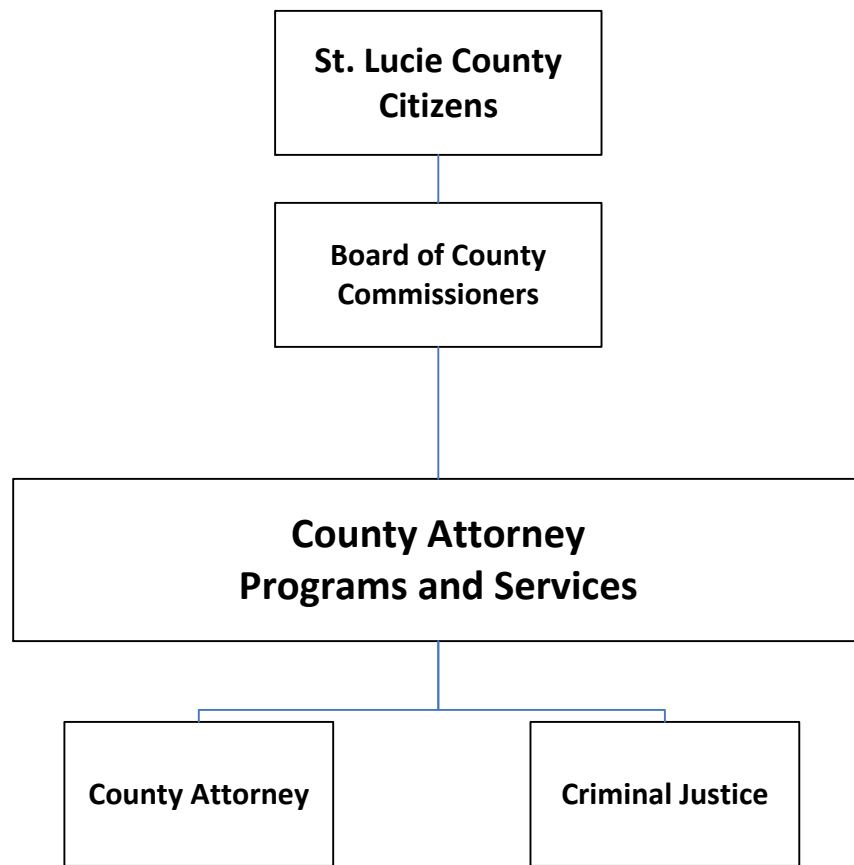 St. Lucie County
Citizens
Board of County
Commissioners
County Attorney
Programs and Services
County Attorney
Criminal Justice